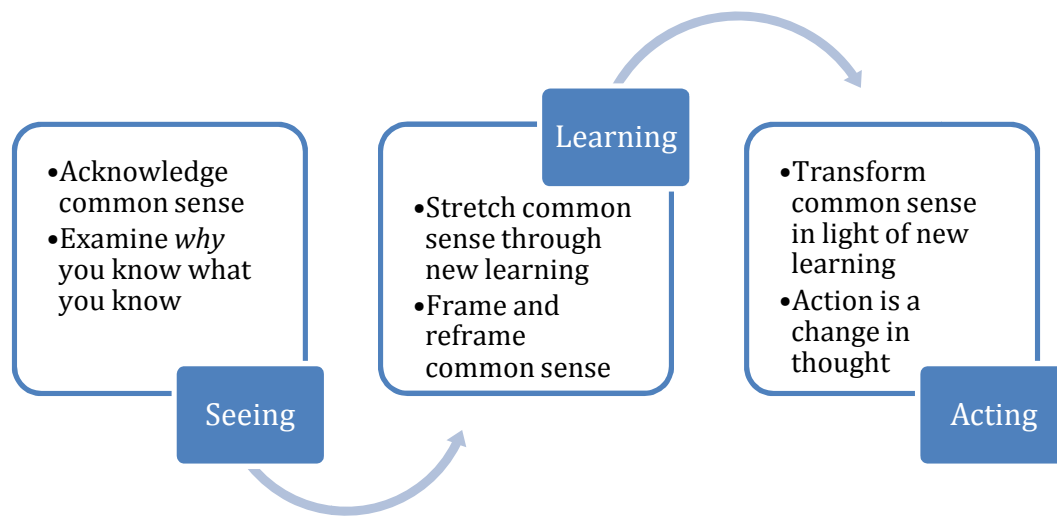 •Acknowledge
common sense
•Examine why
you know what
you know
Seeing
Learning
•Stretch common
sense through
new learning
•Frame and
reframe
common sense
•Transform
common sense
in light of new
learning
•Action is a
change in
thought
Acting